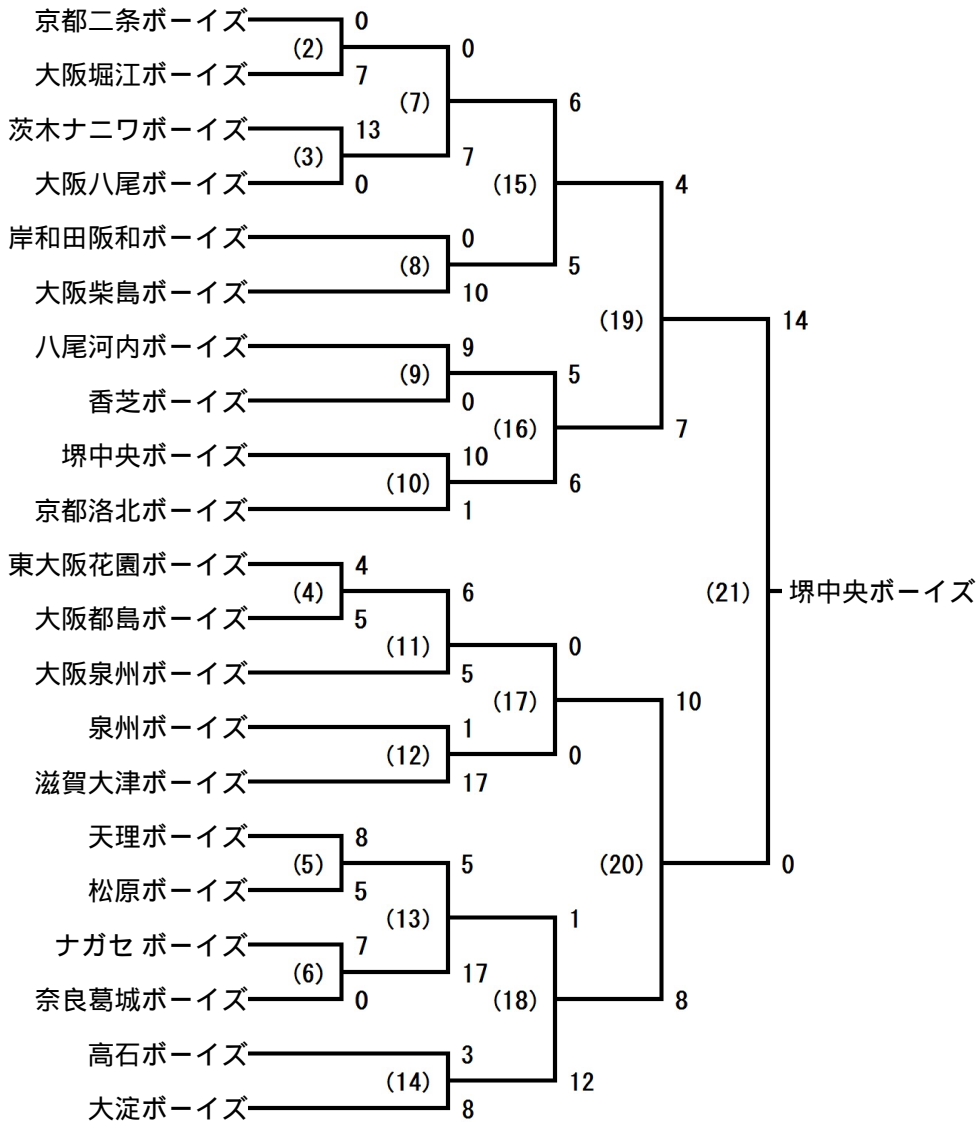 京都二条ボーイズ 0
(2) 0
大阪堀江ボーイズ 7
(7) 6
茨木ナニワボーイズ 13
(3) 7
大阪八尾ボーイズ 0
(15) 4
岸和田阪和ボーイズ 0
(8) 5
大阪柴島ボーイズ 10
(19) 14
八尾河内ボーイズ 9
(9) 5
香芝ボーイズ 0
(16) 7
堺中央ボーイズ 10
(10) 6
京都洛北ボーイズ 1
東大阪花園ボーイズ 4
(4) 6
(21) 堺中央ボーイズ
大阪都島ボーイズ 5
(11) 0
大阪泉州ボーイズ 5
(17) 10
泉州ボーイズ 1
(12) 0
滋賀大津ボーイズ 17
天理ボーイズ 8
(5) 5
(20) 0
松原ボーイズ 5
(13) 1
ナガセ ボーイズ 7
(6) 17
奈良葛城ボーイズ 0
(18) 8
高石ボーイズ 3
(14) 12
大淀ボーイズ 8